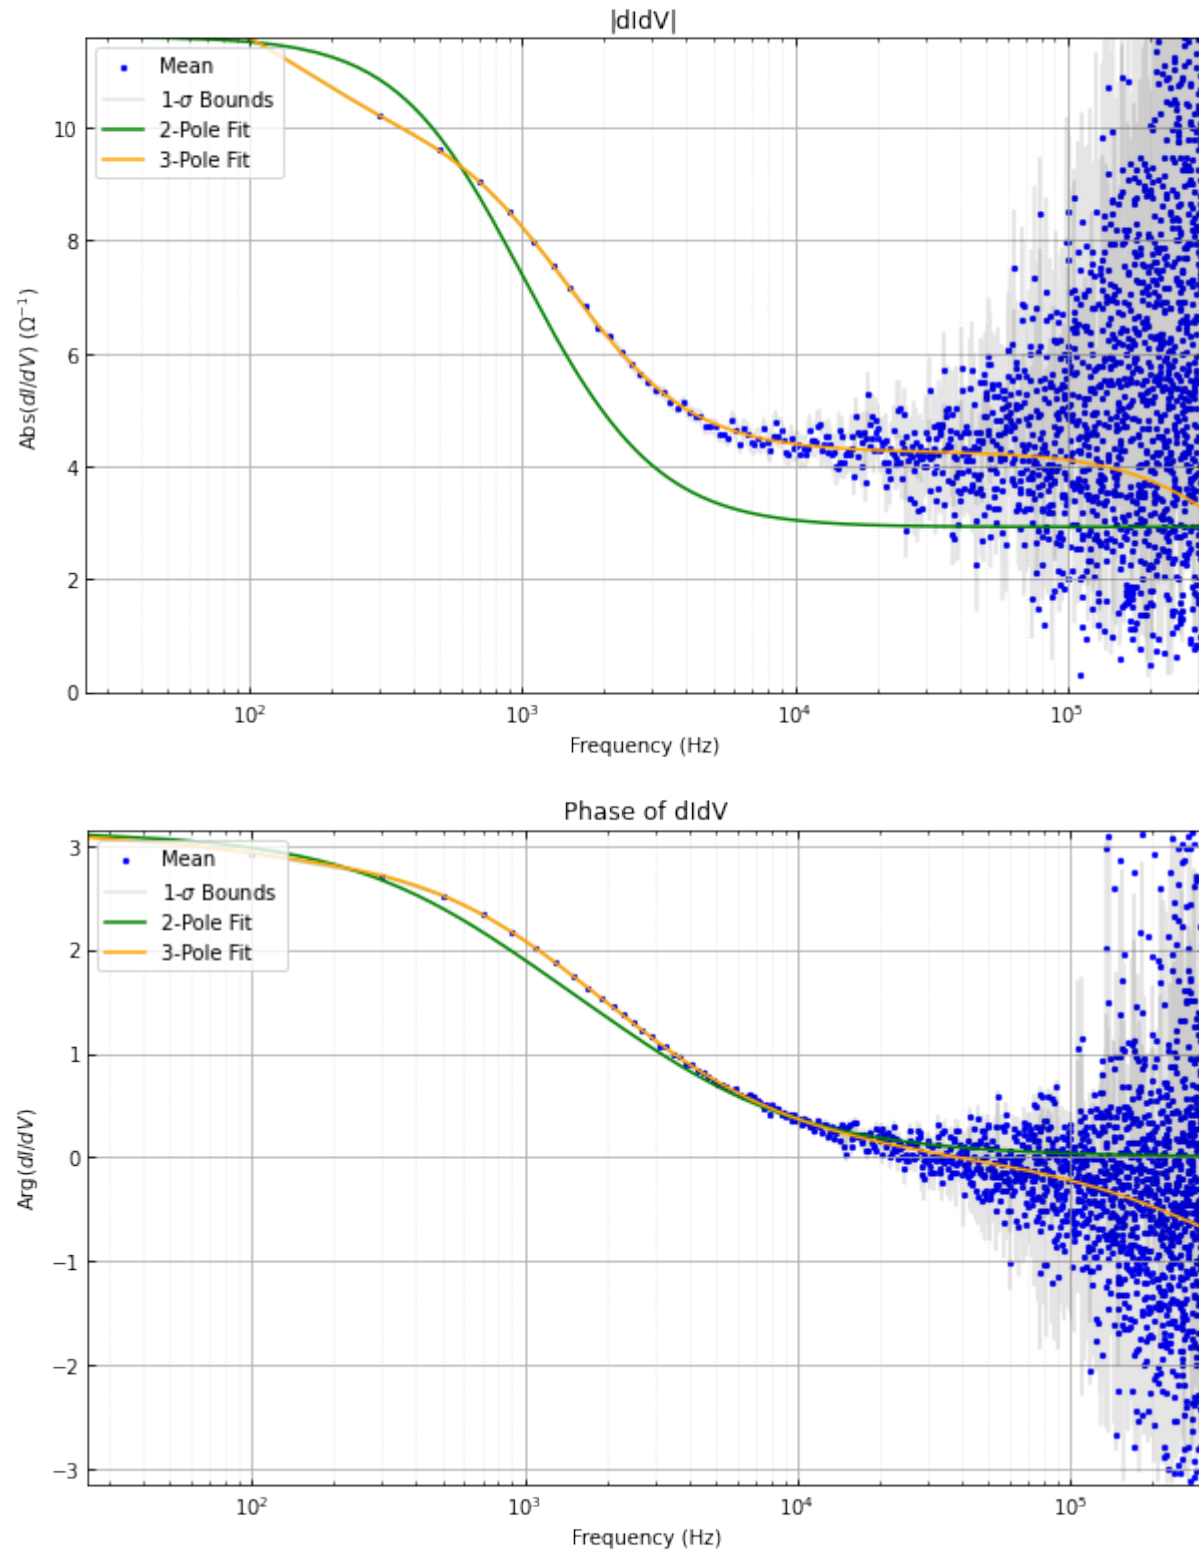 |dIdV|
Mean
1-σ Bounds
2-Pole Fit
3-Pole Fit
10
8
6
4
2
0
Abs(dI/dV) (Ω⁻¹)
10² 10³ 10⁴ 10⁵
Frequency (Hz)
Phase of dIdV
Mean
1-σ Bounds
2-Pole Fit
3-Pole Fit
3
2
1
0
−1
−2
−3
Arg(dI/dV)
10² 10³ 10⁴ 10⁵
Frequency (Hz)